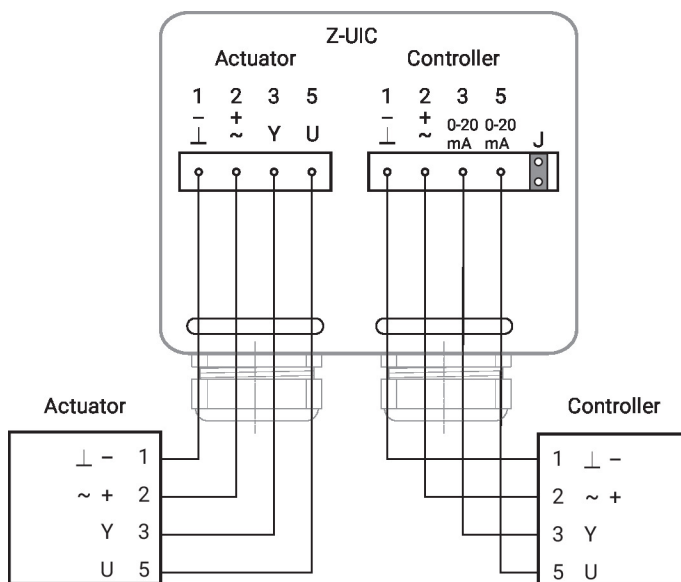 Z-UIC
Actuator Controller
1 2 3 5 1 2 3 5
− + − + 0-20 0-20
⊥ ~ Y U ⊥ ~ mA mA J
Actuator Controller
⊥ − 1 1 ⊥ −
~ + 2 2 ~ +
Y 3 3 Y
U 5 5 U